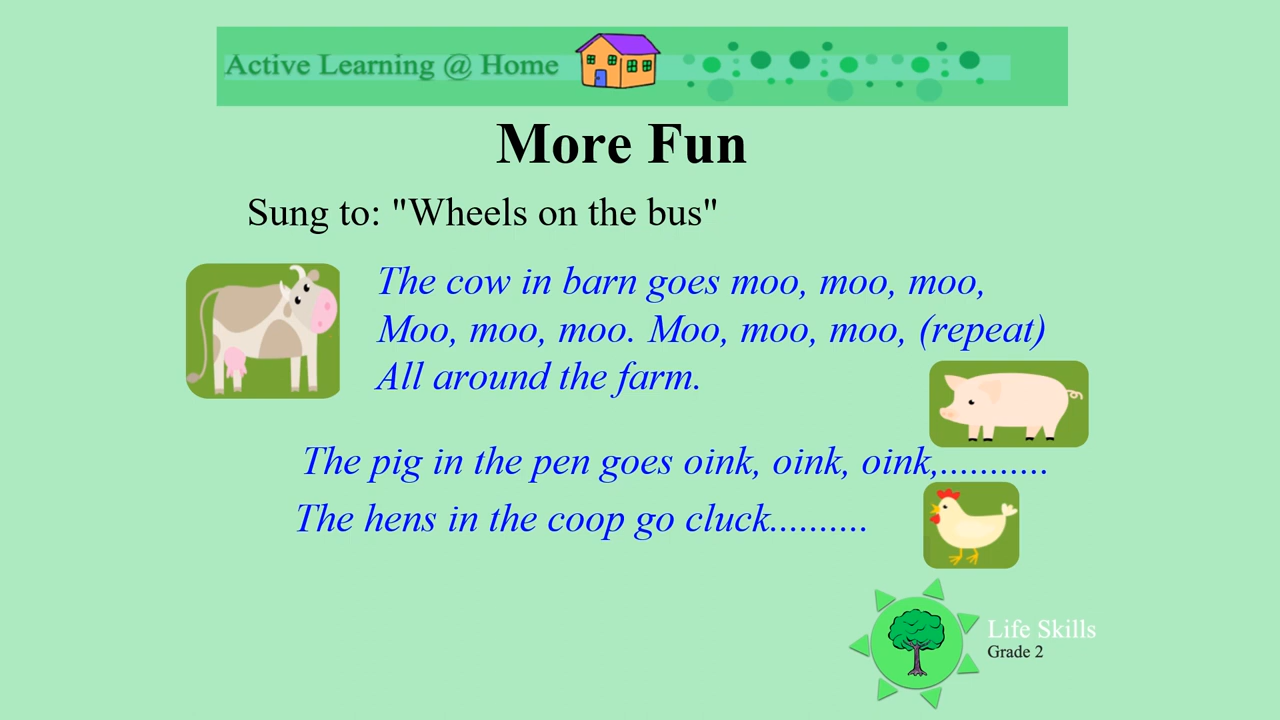 Active Learning @ Home
More Fun
Sung to: "Wheels on the bus"
The cow in barn goes moo, moo, moo,
Moo, moo, moo. Moo, moo, moo, (repeat)
All around the farm.
The pig in the pen goes oink, oink, oink,...........
The hens in the coop go cluck..........
Life Skills
Grade 2